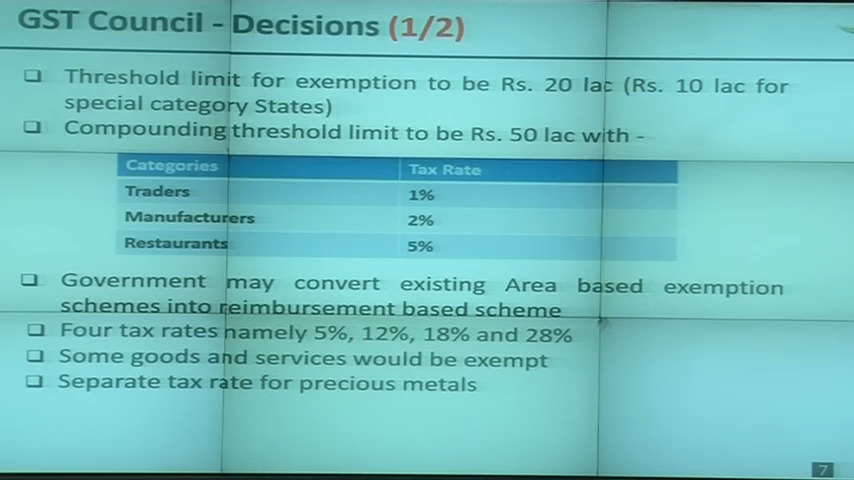 GST Council - Decisions (1/2)
❑ Threshold limit for exemption to be Rs. 20 lac (Rs. 10 lac for
special category States)
❑ Compounding threshold limit to be Rs. 50 lac with -
Categories Tax Rate
Traders 1%
Manufacturers 2%
Restaurants 5%
❑ Government may convert existing Area based exemption
schemes into reimbursement based scheme
❑ Four tax rates namely 5%, 12%, 18% and 28%
❑ Some goods and services would be exempt
❑ Separate tax rate for precious metals
7